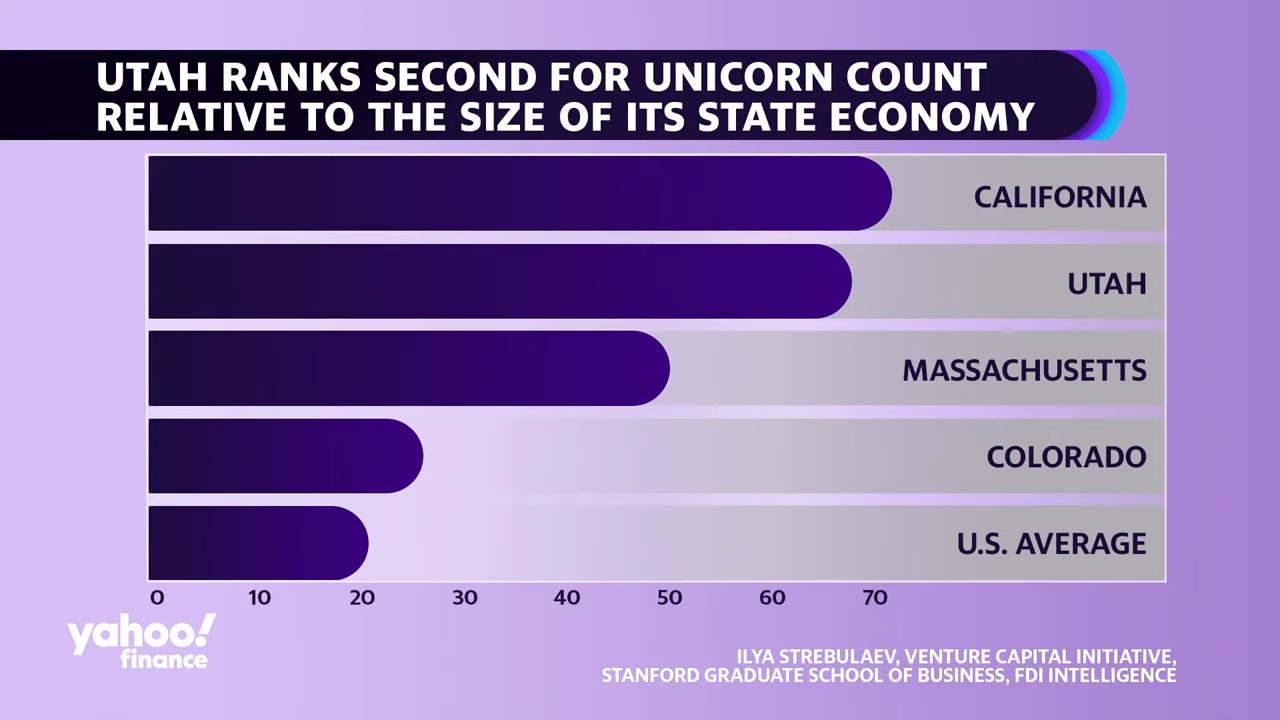 UTAH RANKS SECOND FOR UNICORN COUNT
RELATIVE TO THE SIZE OF ITS STATE ECONOMY
CALIFORNIA
UTAH
MASSACHUSETTS
COLORADO
U.S. AVERAGE
0 10 20 30 40 50 60 70
yahoo!
finance
ILYA STREBULAEV, VENTURE CAPITAL INITIATIVE,
STANFORD GRADUATE SCHOOL OF BUSINESS, FDI INTELLIGENCE